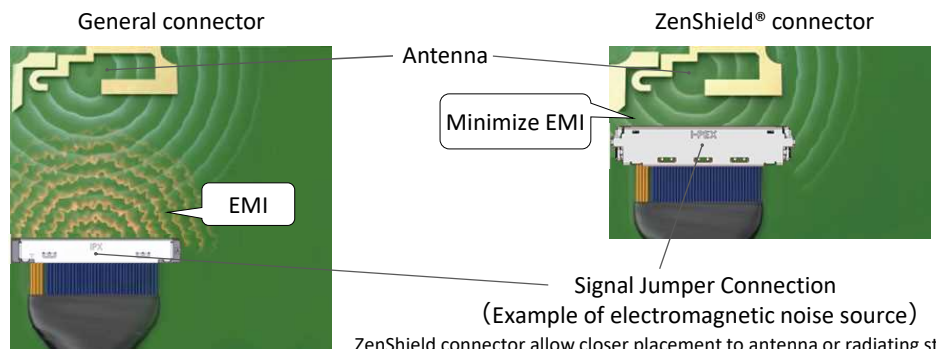 General connector
ZenShield® connector
Antenna
Minimize EMI
I-PEX
EMI
IPX
Signal Jumper Connection
（Example of electromagnetic noise source）
ZenShield connector allow closer placement to antenna or radiating